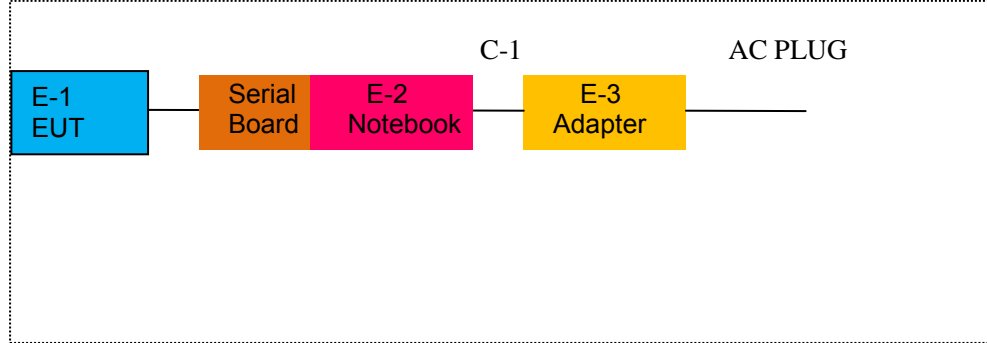 C-1
AC PLUG
E-1
EUT
Serial
Board
E-2
Notebook
E-3
Adapter